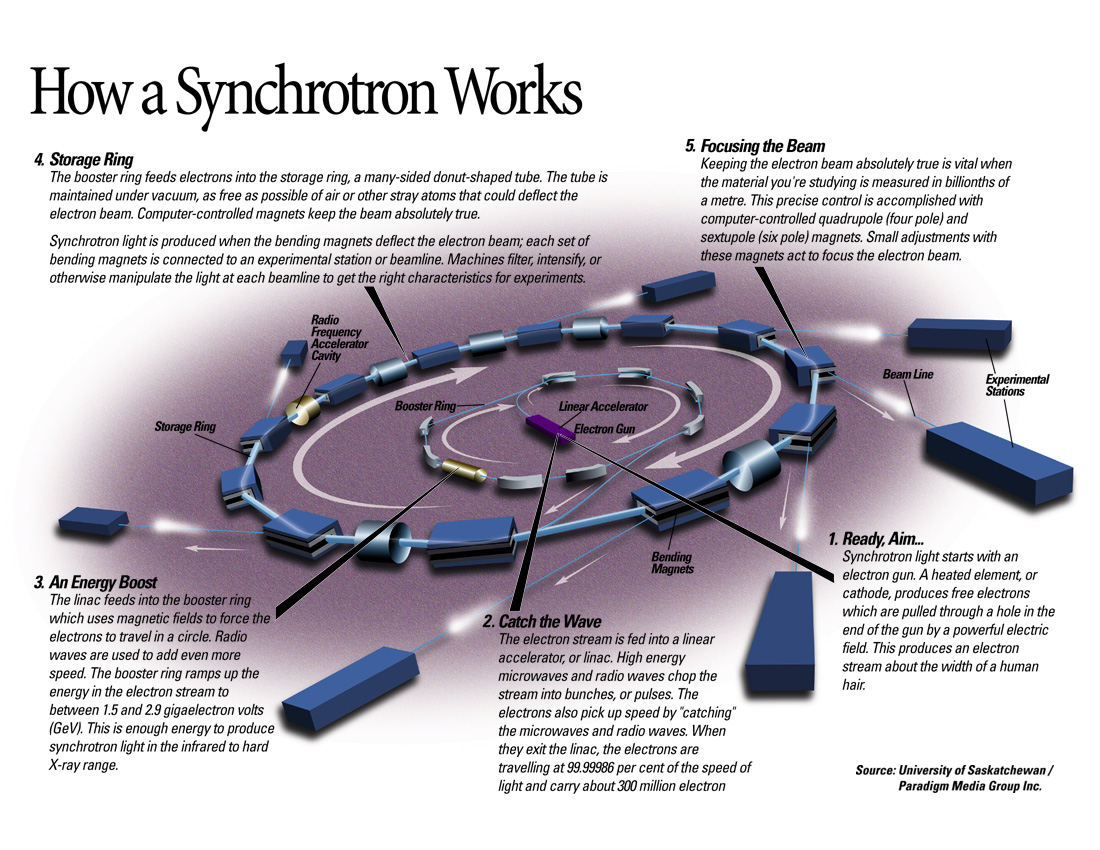 How a Synchrotron Works
4. Storage Ring
The booster ring feeds electrons into the storage ring, a many-sided donut-shaped tube. The tube is
maintained under vacuum, as free as possible of air or other stray atoms that could deflect the
electron beam. Computer-controlled magnets keep the beam absolutely true.
Synchrotron light is produced when the bending magnets deflect the electron beam; each set of
bending magnets is connected to an experimental station or beamline. Machines filter, intensify, or
otherwise manipulate the light at each beamline to get the right characteristics for experiments.
5. Focusing the Beam
Keeping the electron beam absolutely true is vital when
the material you're studying is measured in billionths of
a metre. This precise control is accomplished with
computer-controlled quadrupole (four pole) and
sextupole (six pole) magnets. Small adjustments with
these magnets act to focus the electron beam.
Radio
Frequency
Accelerator
Cavity
Storage Ring
Booster Ring
Linear Accelerator
Electron Gun
Beam Line
Experimental
Stations
Bending
Magnets
1. Ready, Aim...
Synchrotron light starts with an
electron gun. A heated element, or
cathode, produces free electrons
which are pulled through a hole in the
end of the gun by a powerful electric
field. This produces an electron
stream about the width of a human
hair.
3. An Energy Boost
The linac feeds into the booster ring
which uses magnetic fields to force the
electrons to travel in a circle. Radio
waves are used to add even more
speed. The booster ring ramps up the
energy in the electron stream to
between 1.5 and 2.9 gigaelectron volts
(GeV). This is enough energy to produce
synchrotron light in the infrared to hard
X-ray range.
2. Catch the Wave
The electron stream is fed into a linear
accelerator, or linac. High energy
microwaves and radio waves chop the
stream into bunches, or pulses. The
electrons also pick up speed by "catching"
the microwaves and radio waves. When
they exit the linac, the electrons are
travelling at 99.99986 per cent of the speed of
light and carry about 300 million electron
Source: University of Saskatchewan /
Paradigm Media Group Inc.